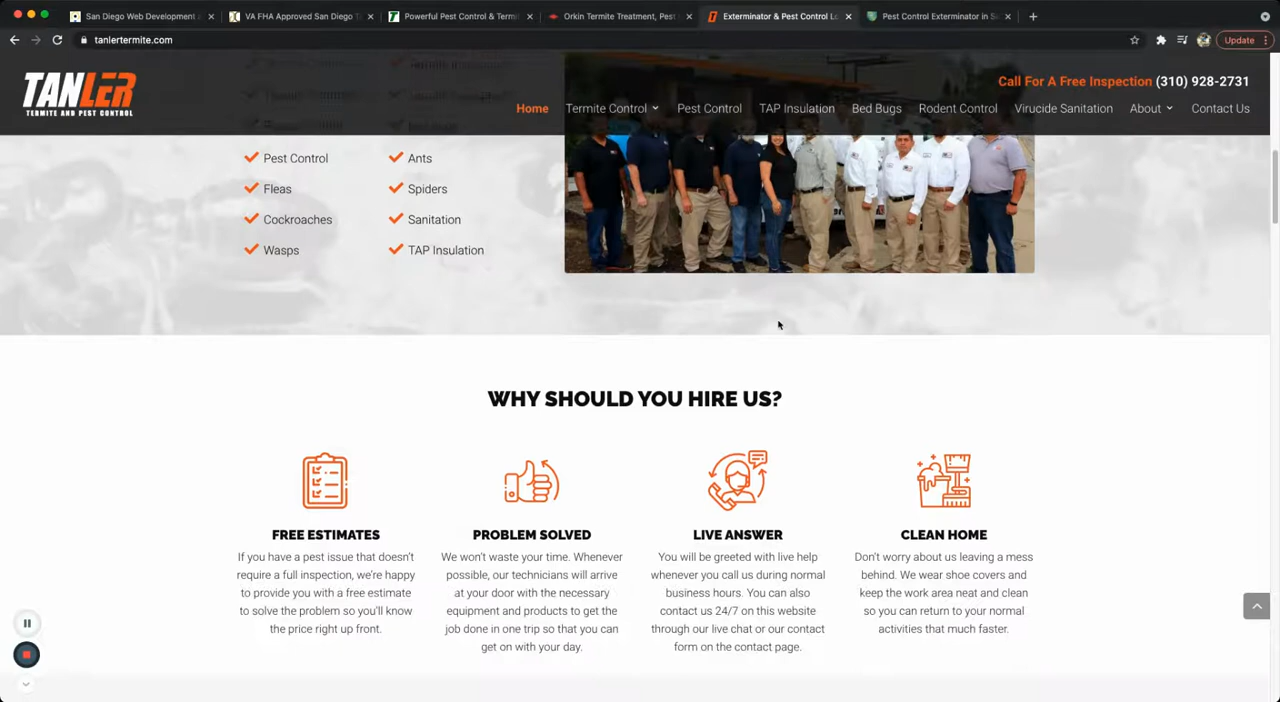 San Diego Web Development a
VA FHA Approved San Diego T
Powerful Pest Control & Termi
Orkin Termite Treatment, Pest
Exterminator & Pest Control Lo
Pest Control Exterminator in S
tanlertermite.com
Update
TANLER
TERMITE AND PEST CONTROL
Call For A Free Inspection (310) 928-2731
Home Termite Control Pest Control TAP Insulation Bed Bugs Rodent Control Virucide Sanitation About Contact Us
Pest Control Ants
Fleas Spiders
Cockroaches Sanitation
Wasps TAP Insulation
WHY SHOULD YOU HIRE US?
FREE ESTIMATES
If you have a pest issue that doesn't
require a full inspection, we're happy
to provide you with a free estimate
to solve the problem so you'll know
the price right up front.
PROBLEM SOLVED
We won't waste your time. Whenever
possible, our technicians will arrive
at your door with the necessary
equipment and products to get the
job done in one trip so that you can
get on with your day.
LIVE ANSWER
You will be greeted with live help
whenever you call us during normal
business hours. You can also
contact us 24/7 on this website
through our live chat or our contact
form on the contact page.
CLEAN HOME
Don't worry about us leaving a mess
behind. We wear shoe covers and
keep the work area neat and clean
so you can return to your normal
activities that much faster.